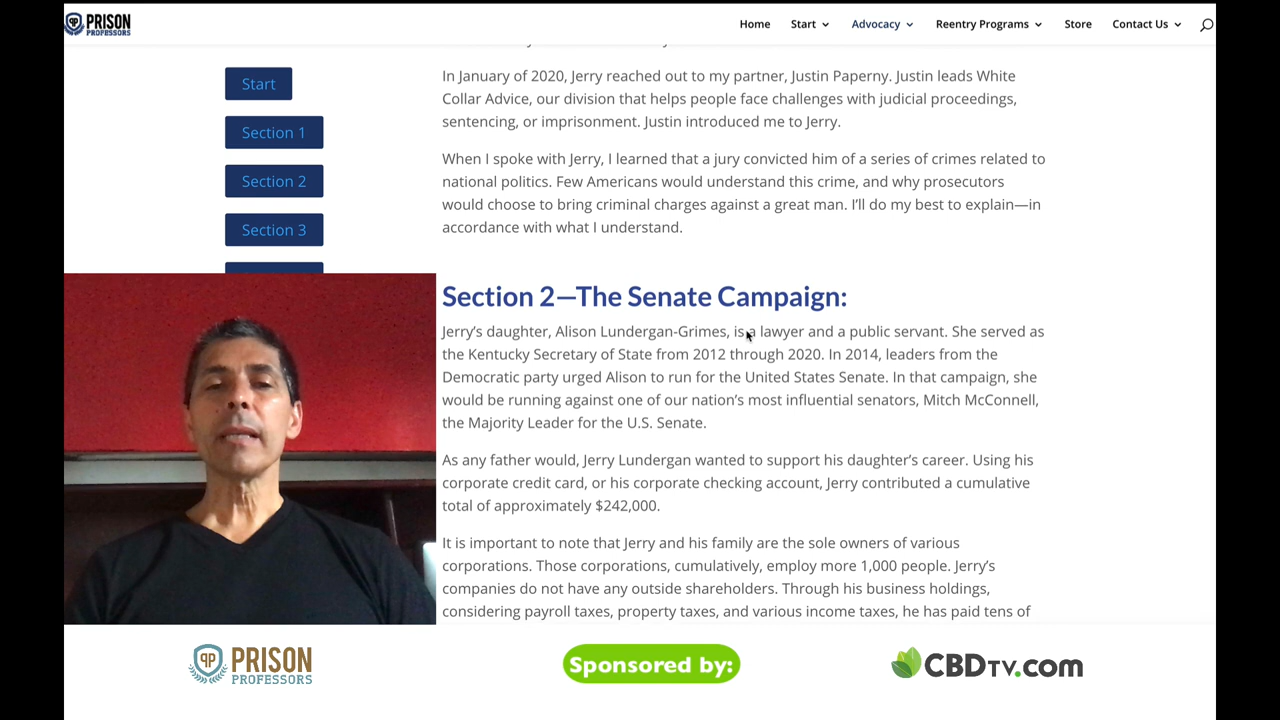 PRISON
PROFESSORS
Home
Start
Advocacy
Reentry Programs
Store
Contact Us
Start
Section 1
Section 2
Section 3
In January of 2020, Jerry reached out to my partner, Justin Paperny. Justin leads White
Collar Advice, our division that helps people face challenges with judicial proceedings,
sentencing, or imprisonment. Justin introduced me to Jerry.
When I spoke with Jerry, I learned that a jury convicted him of a series of crimes related to
national politics. Few Americans would understand this crime, and why prosecutors
would choose to bring criminal charges against a great man. I'll do my best to explain—in
accordance with what I understand.
Section 2—The Senate Campaign:
Jerry's daughter, Alison Lundergan-Grimes, is a lawyer and a public servant. She served as
the Kentucky Secretary of State from 2012 through 2020. In 2014, leaders from the
Democratic party urged Alison to run for the United States Senate. In that campaign, she
would be running against one of our nation's most influential senators, Mitch McConnell,
the Majority Leader for the U.S. Senate.
As any father would, Jerry Lundergan wanted to support his daughter's career. Using his
corporate credit card, or his corporate checking account, Jerry contributed a cumulative
total of approximately $242,000.
It is important to note that Jerry and his family are the sole owners of various
corporations. Those corporations, cumulatively, employ more 1,000 people. Jerry's
companies do not have any outside shareholders. Through his business holdings,
considering payroll taxes, property taxes, and various income taxes, he has paid tens of
PP PRISON
PROFESSORS
Sponsored by:
CBDTV.com